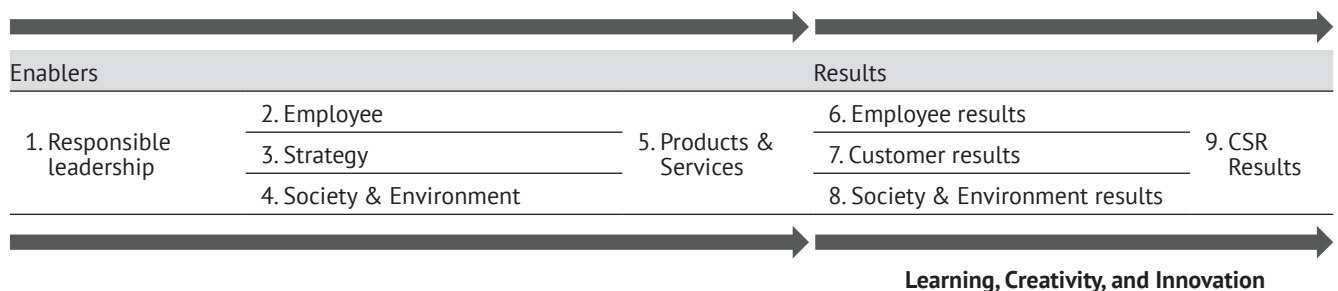 Enablers
Results
1. Responsible
leadership
2. Employee
3. Strategy
4. Society & Environment
5. Products &
Services
6. Employee results
7. Customer results
8. Society & Environment results
9. CSR
Results
Learning, Creativity, and Innovation